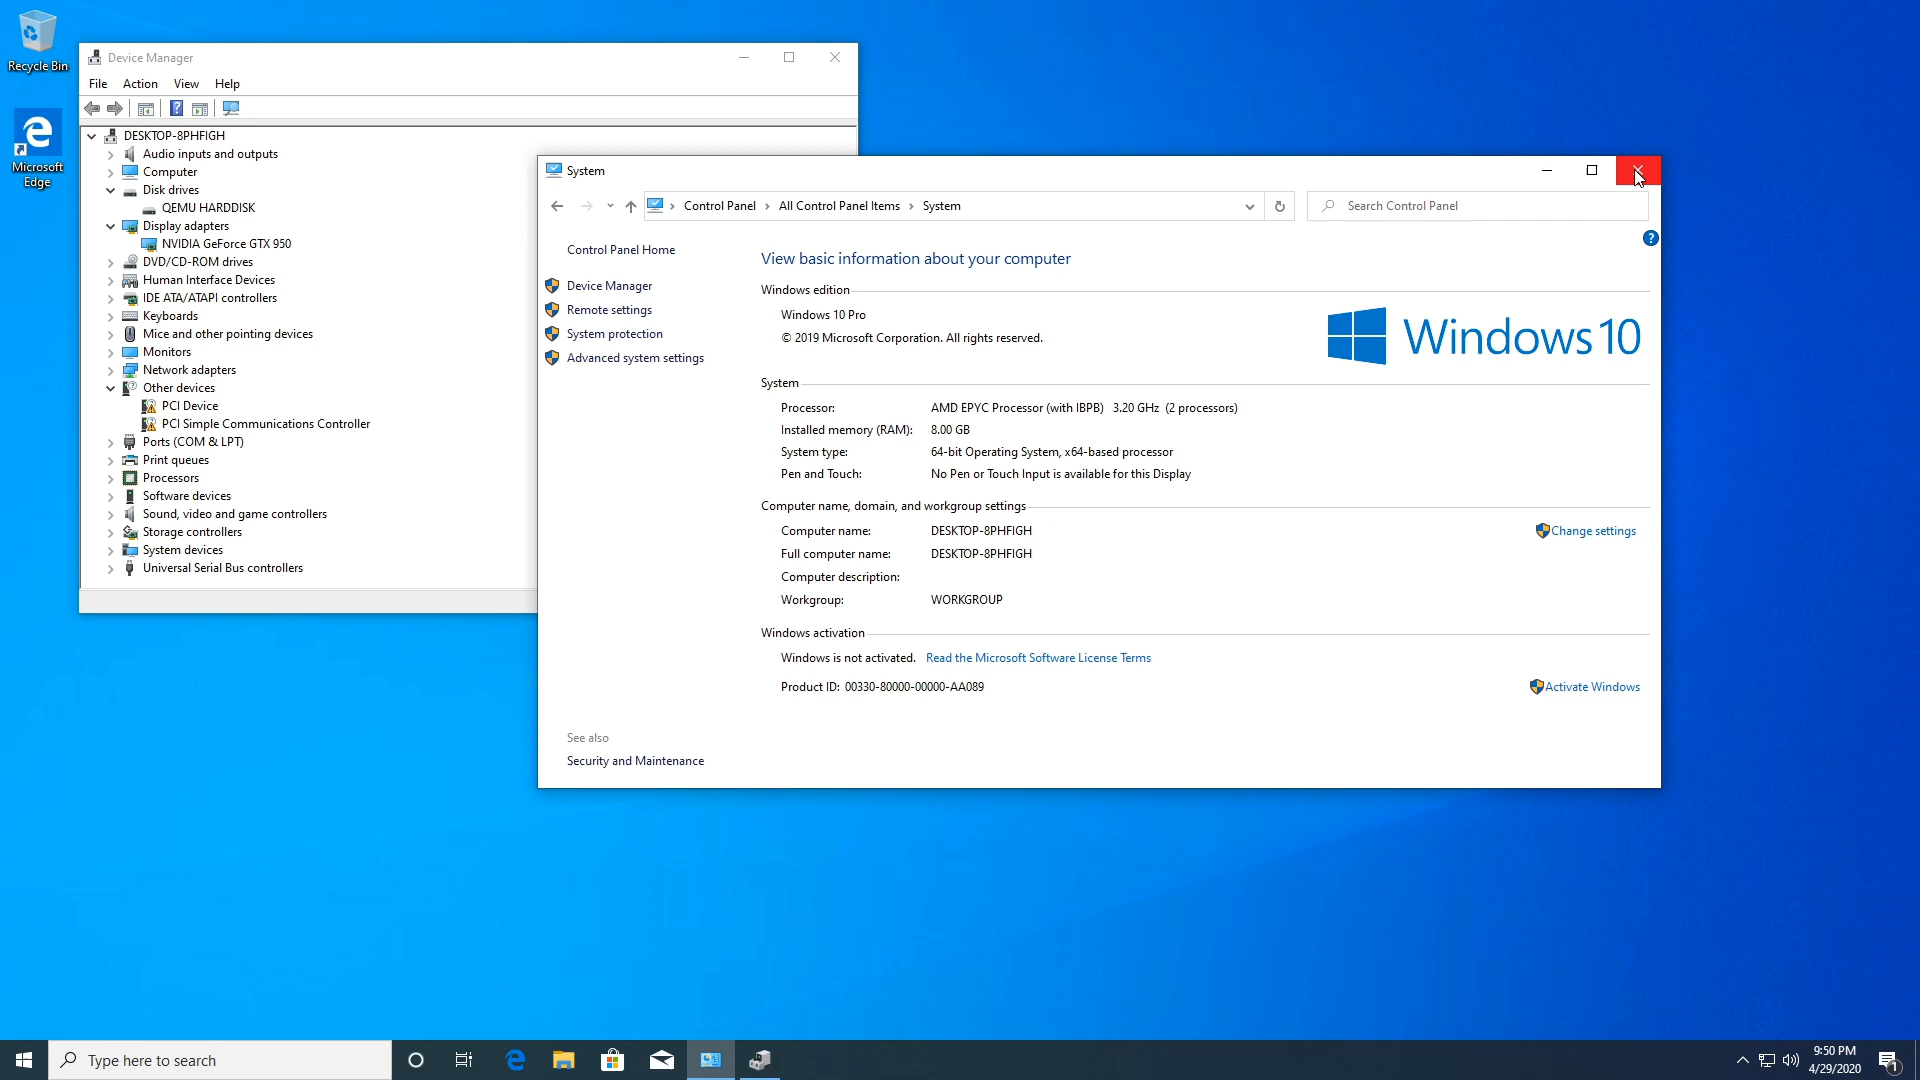 Recycle Bin
Microsoft
Edge
Device Manager
File Action View Help
DESKTOP-8PHFIGH
Audio inputs and outputs
Computer
Disk drives
QEMU HARDDISK
Display adapters
NVIDIA GeForce GTX 950
DVD/CD-ROM drives
Human Interface Devices
IDE ATA/ATAPI controllers
Keyboards
Mice and other pointing devices
Monitors
Network adapters
Other devices
PCI Device
PCI Simple Communications Controller
Ports (COM & LPT)
Print queues
Processors
Software devices
Sound, video and game controllers
Storage controllers
System devices
Universal Serial Bus controllers
System
Control Panel > All Control Panel Items > System
Search Control Panel
Control Panel Home
Device Manager
Remote settings
System protection
Advanced system settings
See also
Security and Maintenance
View basic information about your computer
Windows edition
Windows 10 Pro
© 2019 Microsoft Corporation. All rights reserved.
Windows 10
System
Processor: AMD EPYC Processor (with IBPB) 3.20 GHz (2 processors)
Installed memory (RAM): 8.00 GB
System type: 64-bit Operating System, x64-based processor
Pen and Touch: No Pen or Touch Input is available for this Display
Computer name, domain, and workgroup settings
Computer name: DESKTOP-8PHFIGH Change settings
Full computer name: DESKTOP-8PHFIGH
Computer description:
Workgroup: WORKGROUP
Windows activation
Windows is not activated. Read the Microsoft Software License Terms
Product ID: 00330-80000-00000-AA089 Activate Windows
Type here to search
9:50 PM
4/29/2020
1